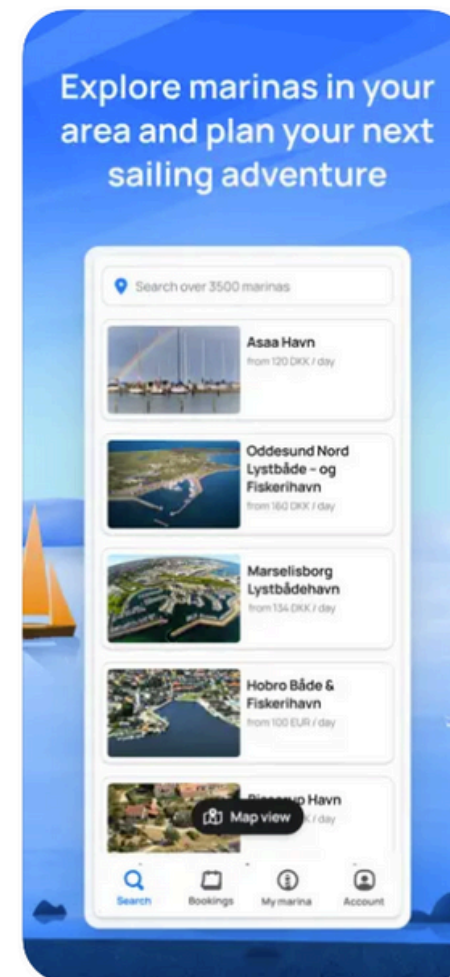 Explore marinas in your
area and plan your next
sailing adventure
Search over 3500 marinas
Asaa Havn
from 120 DKK / day
Oddesund Nord
Lystbåde – og
Fiskerihavn
from 160 DKK / day
Marselisborg
Lystbådehavn
from 134 DKK / day
Hobro Både &
Fiskerihavn
from 100 EUR / day
Havn
Map view
/ day
Search
Bookings
My marina
Account